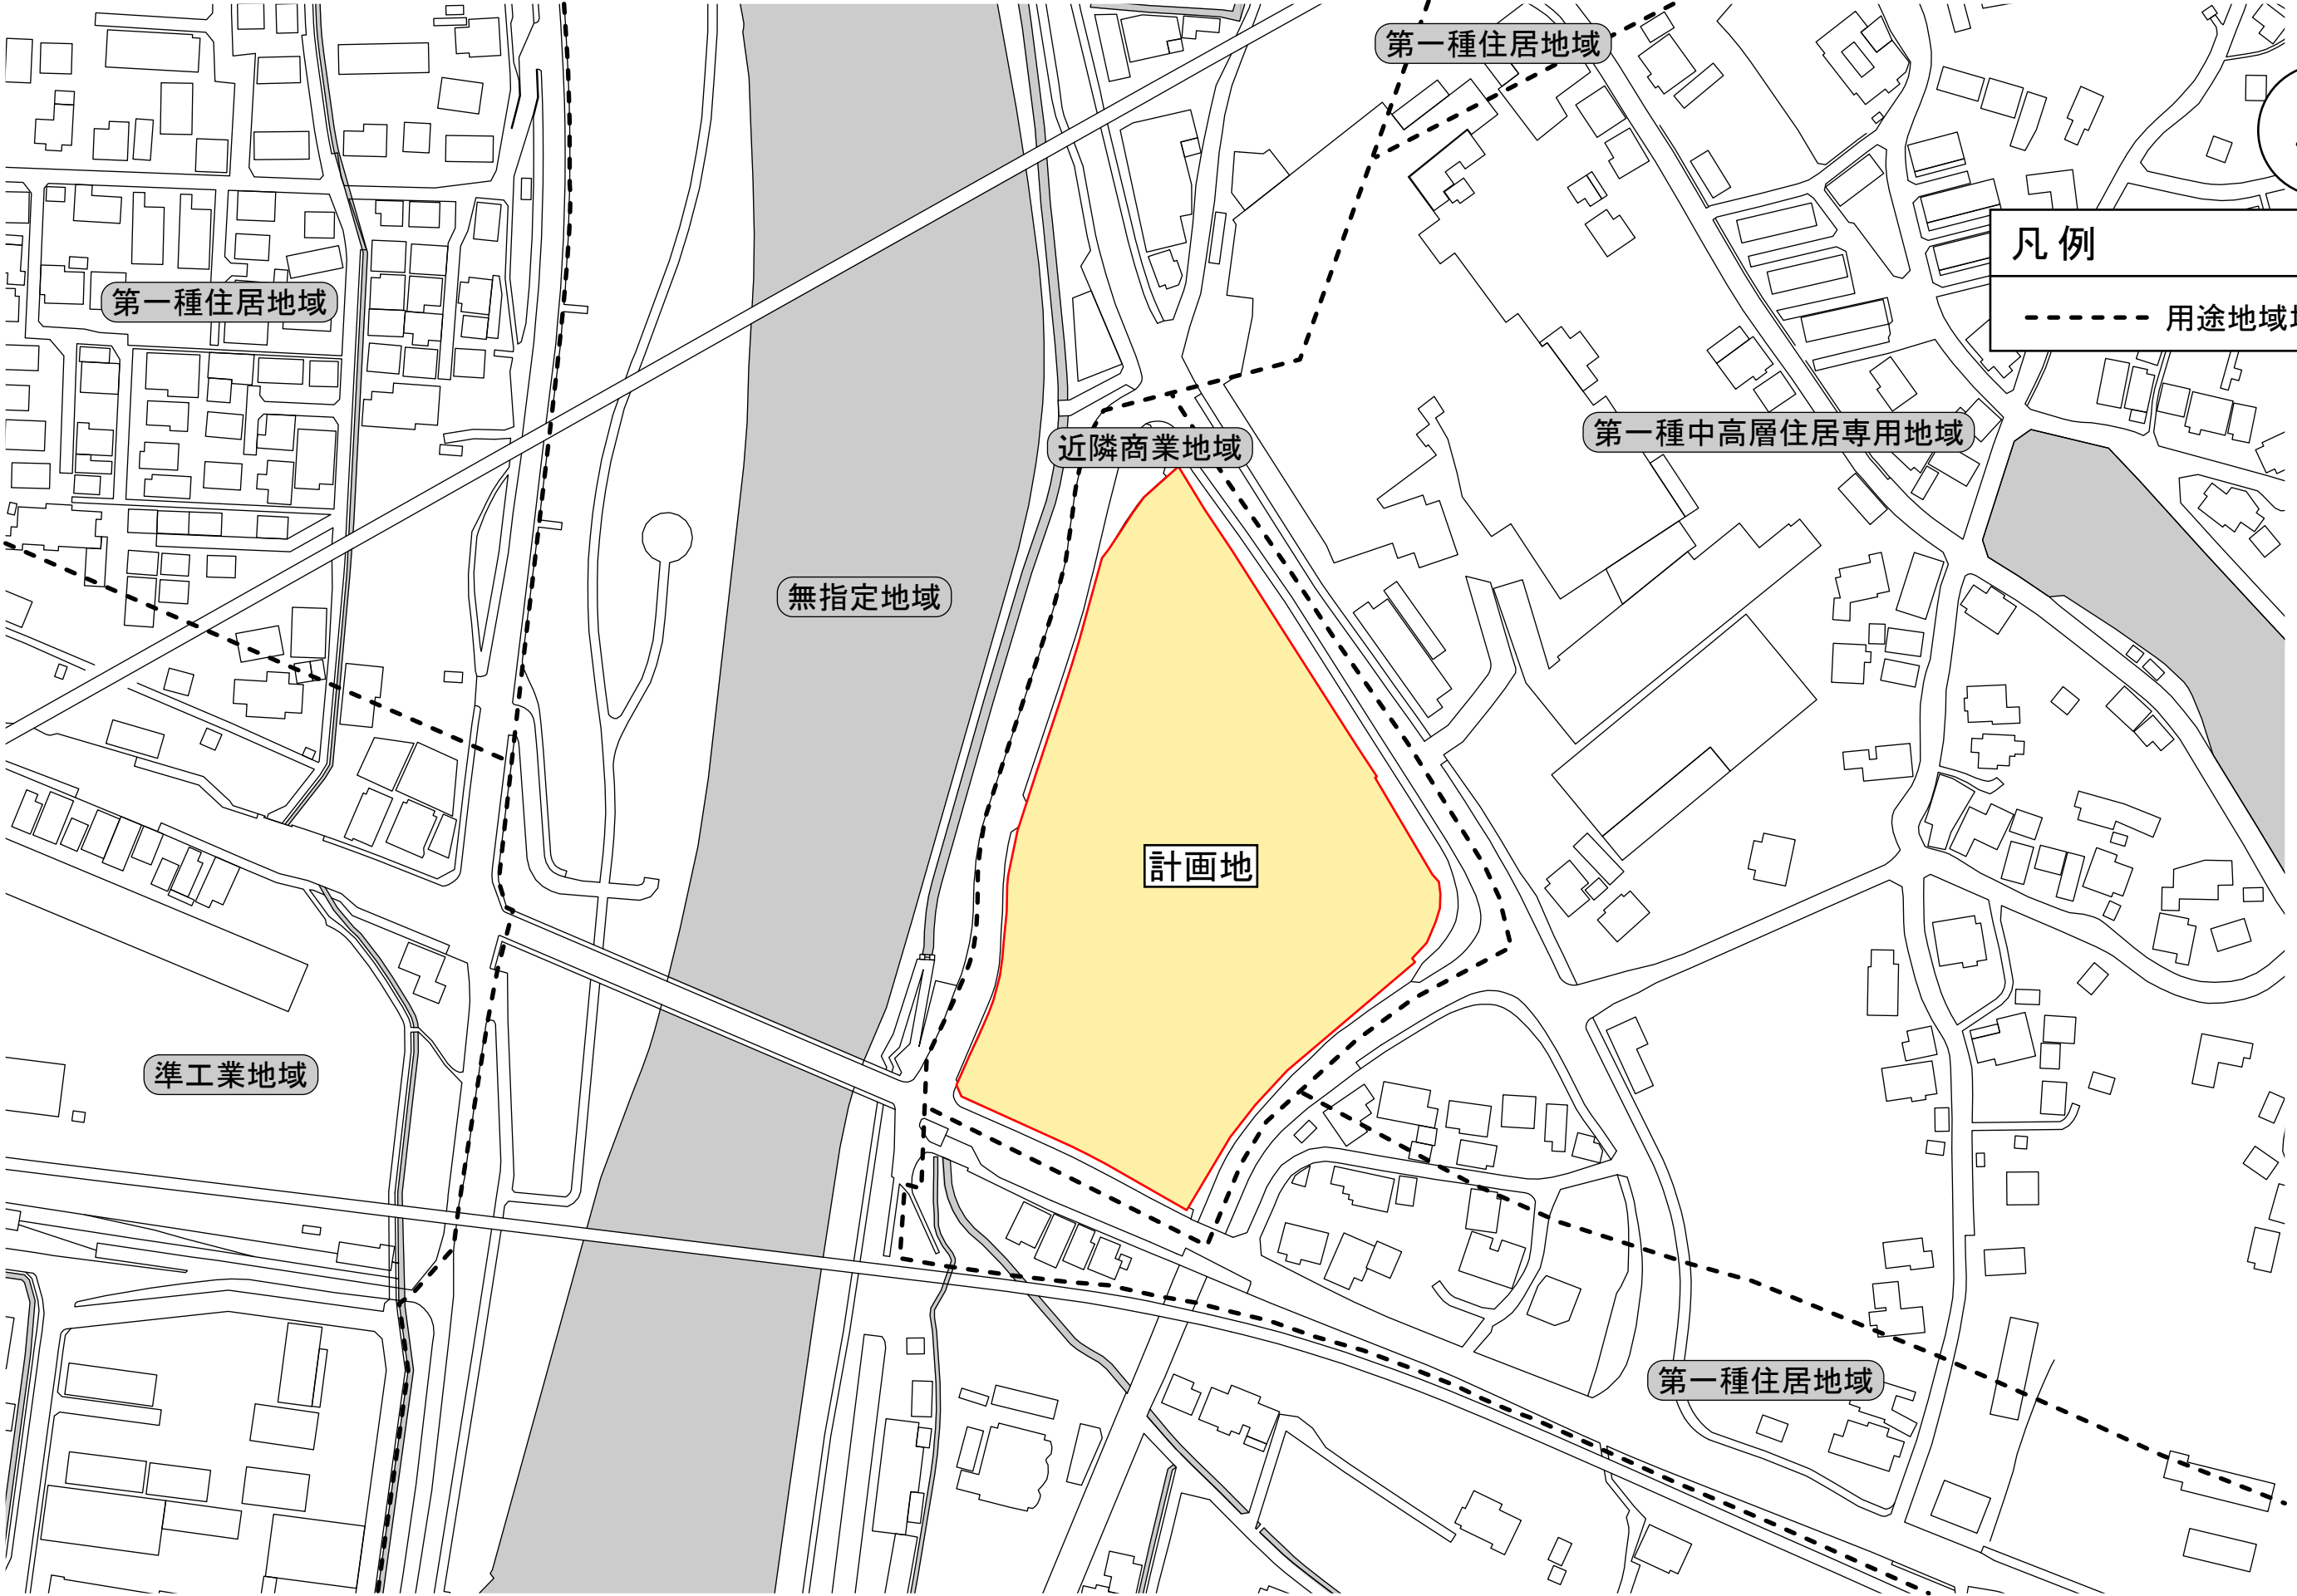 第一種住居地域
凡例
第一種住居地域
用途地域
第一種中高層住居専用地域
近隣商業地域
無指定地域
計画地
準工業地域
第一種住居地域